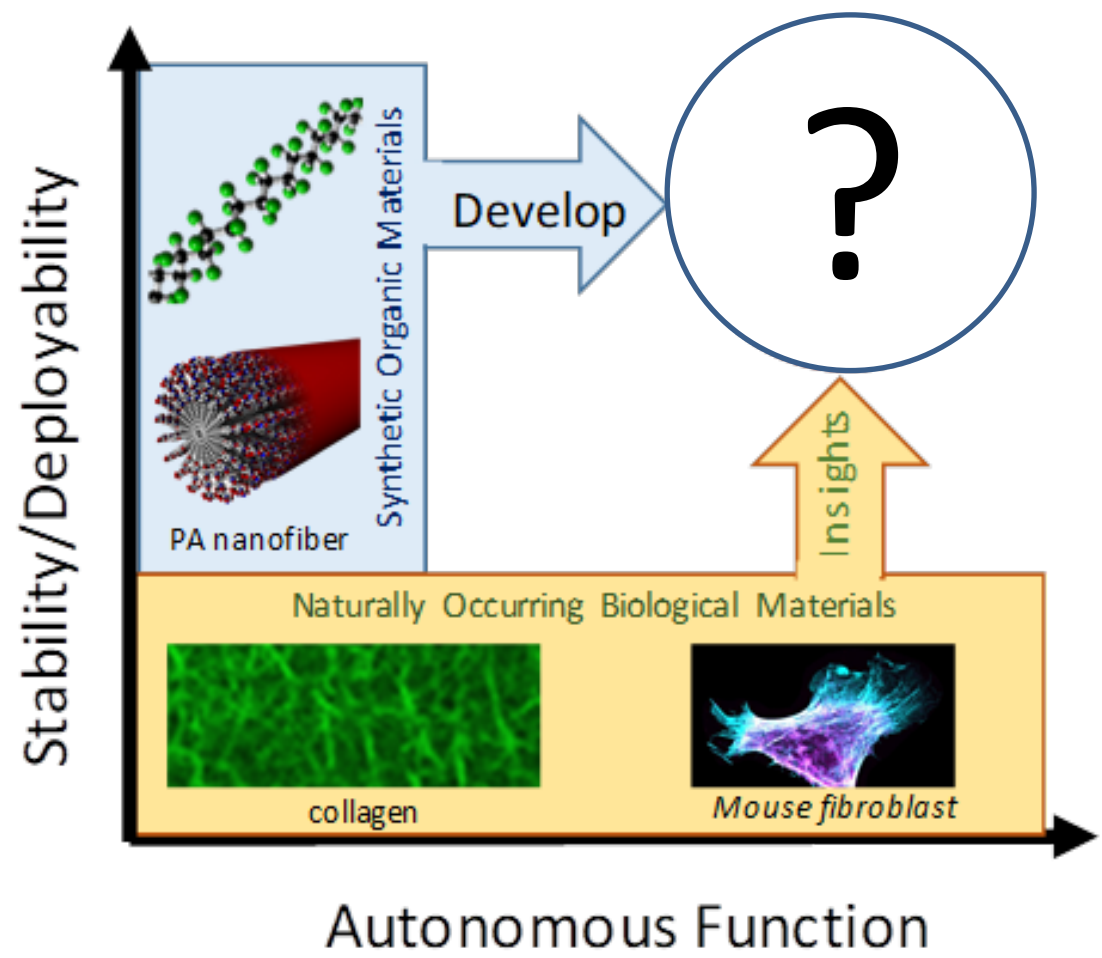 Stability/Deployability
Synthetic Organic Materials
PA nanofiber
Develop
?
Insights
Naturally Occurring Biological Materials
collagen
Mouse fibroblast
Autonomous Function